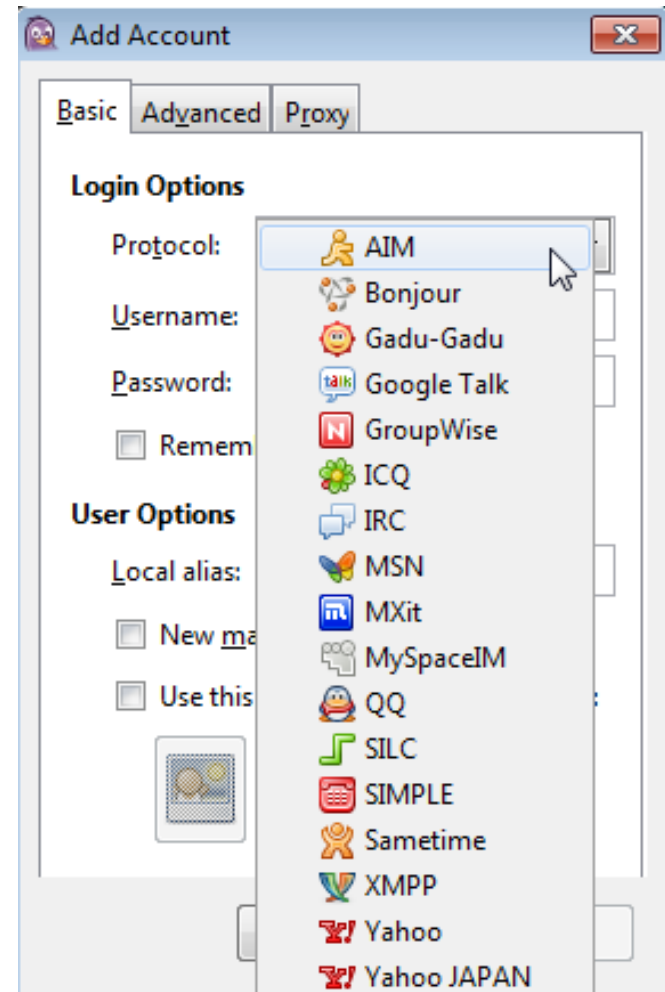 Add Account
Basic Advanced Proxy
Login Options
Protocol:
AIM
Bonjour
Username:
Gadu-Gadu
Password:
talk Google Talk
N GroupWise
Rememb
ICQ
User Options
IRC
Local alias:
MSN
m MXit
New ma
MySpaceIM
Use this
QQ
:
SILC
SIMPLE
Sametime
XMPP
Y! Yahoo
Y! Yahoo JAPAN